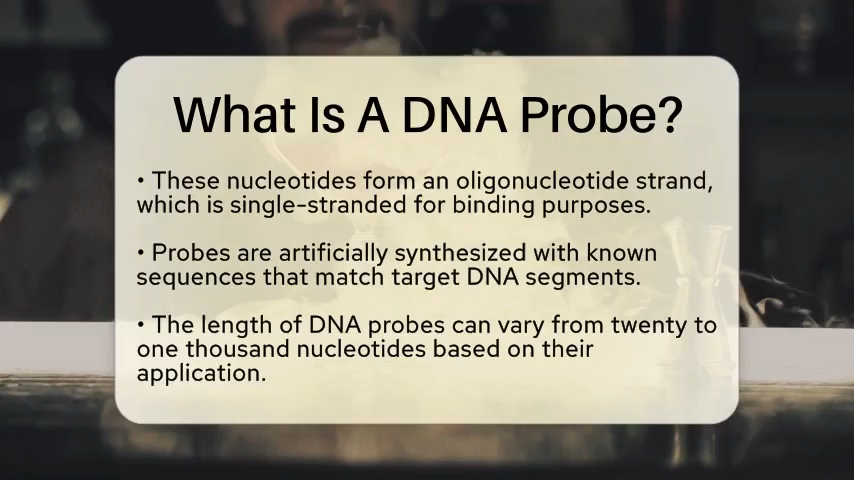 What Is A DNA Probe?
• These nucleotides form an oligonucleotide strand,
which is single-stranded for binding purposes.
• Probes are artificially synthesized with known
sequences that match target DNA segments.
• The length of DNA probes can vary from twenty to
one thousand nucleotides based on their
application.